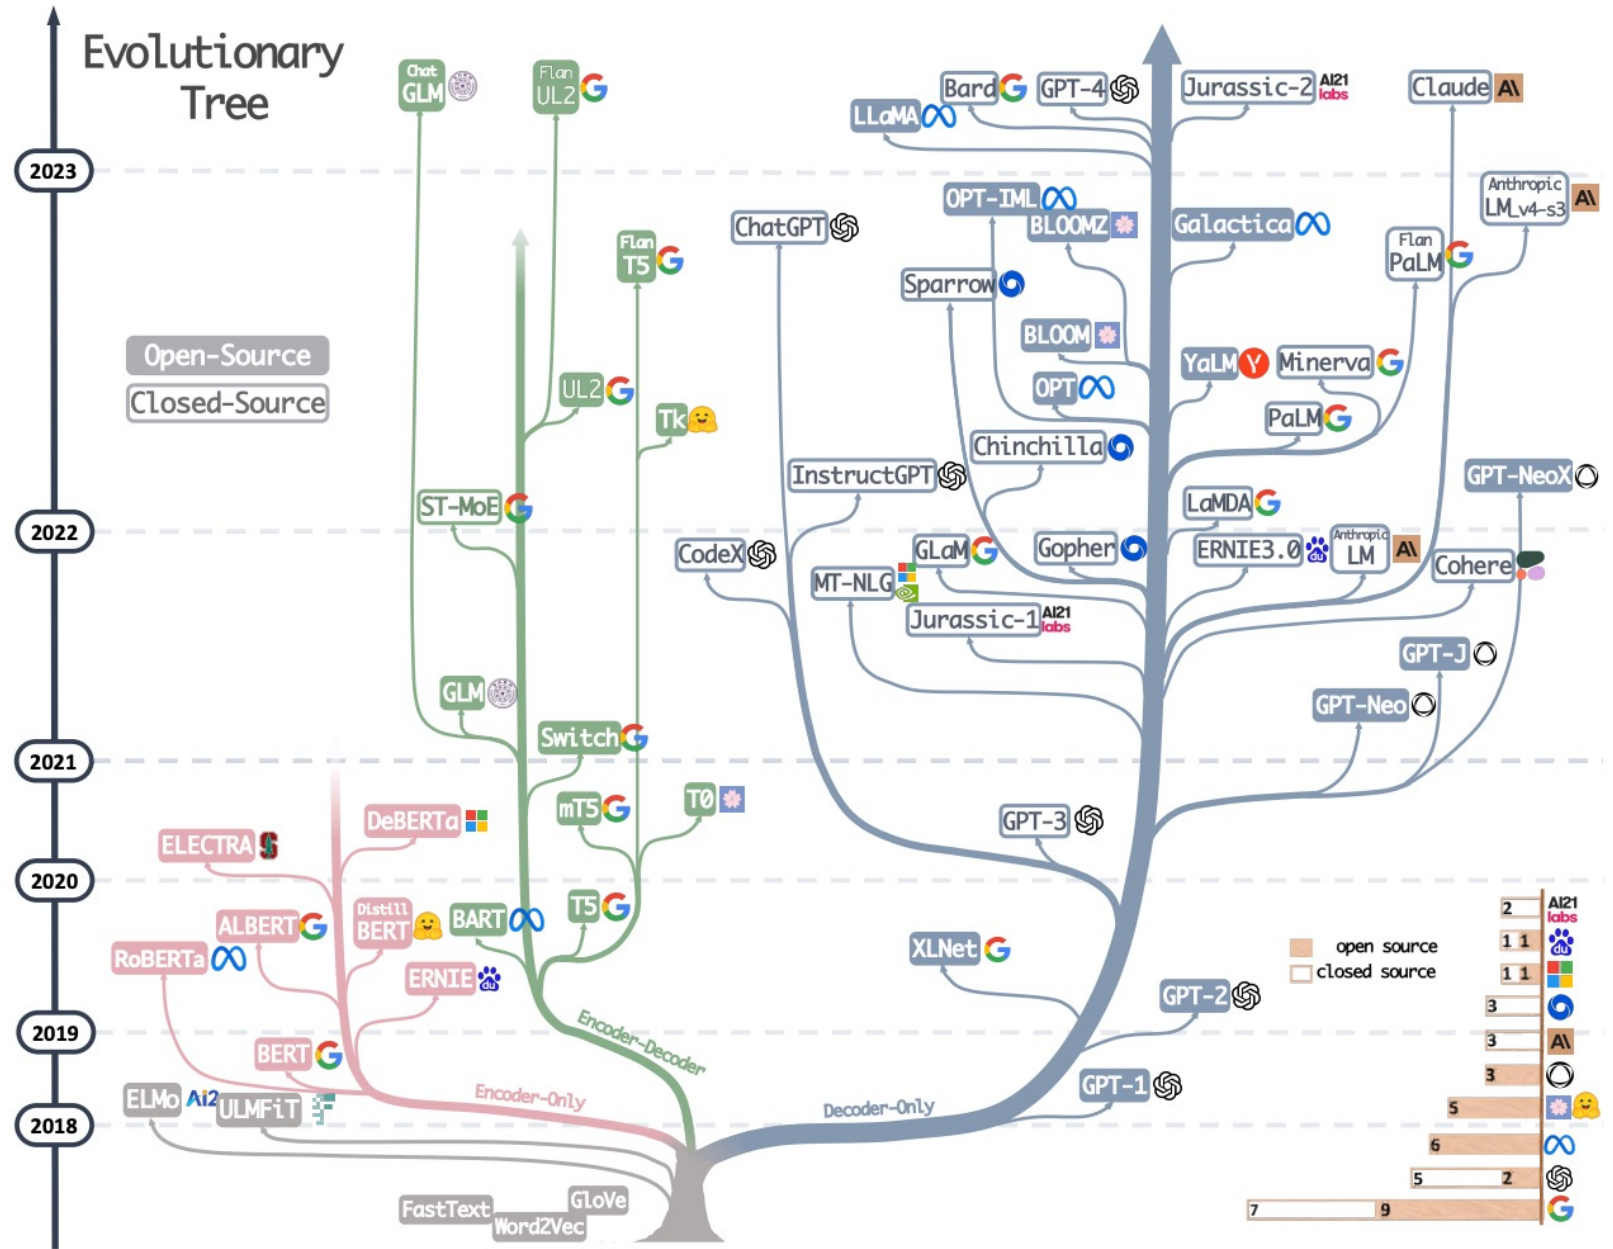 Evolutionary
Tree
2023
2022
2021
2020
2019
2018
Open-Source
Closed-Source
Chat
GLM
Flan
UL2
Flan
T5
UL2
Tk
ST-MoE
GLM
Switch
mT5
T0
T5
BART
Encoder-Decoder
DeBERTa
ELECTRA
ALBERT
Distill
BERT
RoBERTa
ERNIE
du
BERT
Encoder-Only
ELMo
Ai2
ULMFiT
FastText
Word2Vec
GloVe
LLaMA
Bard
GPT-4
Jurassic-2
AI21
labs
Claude
A\
OPT-IML
BLOOMZ
Galactica
Anthropic
LM_v4-s3
A\
ChatGPT
Sparrow
Flan
PaLM
BLOOM
YaLM
Y
Minerva
OPT
PaLM
Chinchilla
InstructGPT
GPT-NeoX
LaMDA
CodeX
GLaM
Gopher
ERNIE3.0
du
Anthropic
LM
A\
Cohere
MT-NLG
Jurassic-1
AI21
labs
GPT-J
GPT-Neo
GPT-3
XLNet
GPT-2
GPT-1
Decoder-Only
open source
closed source
2
AI21
labs
1 1
du
1 1
3
3
A\
3
5
6
5 2
7 9